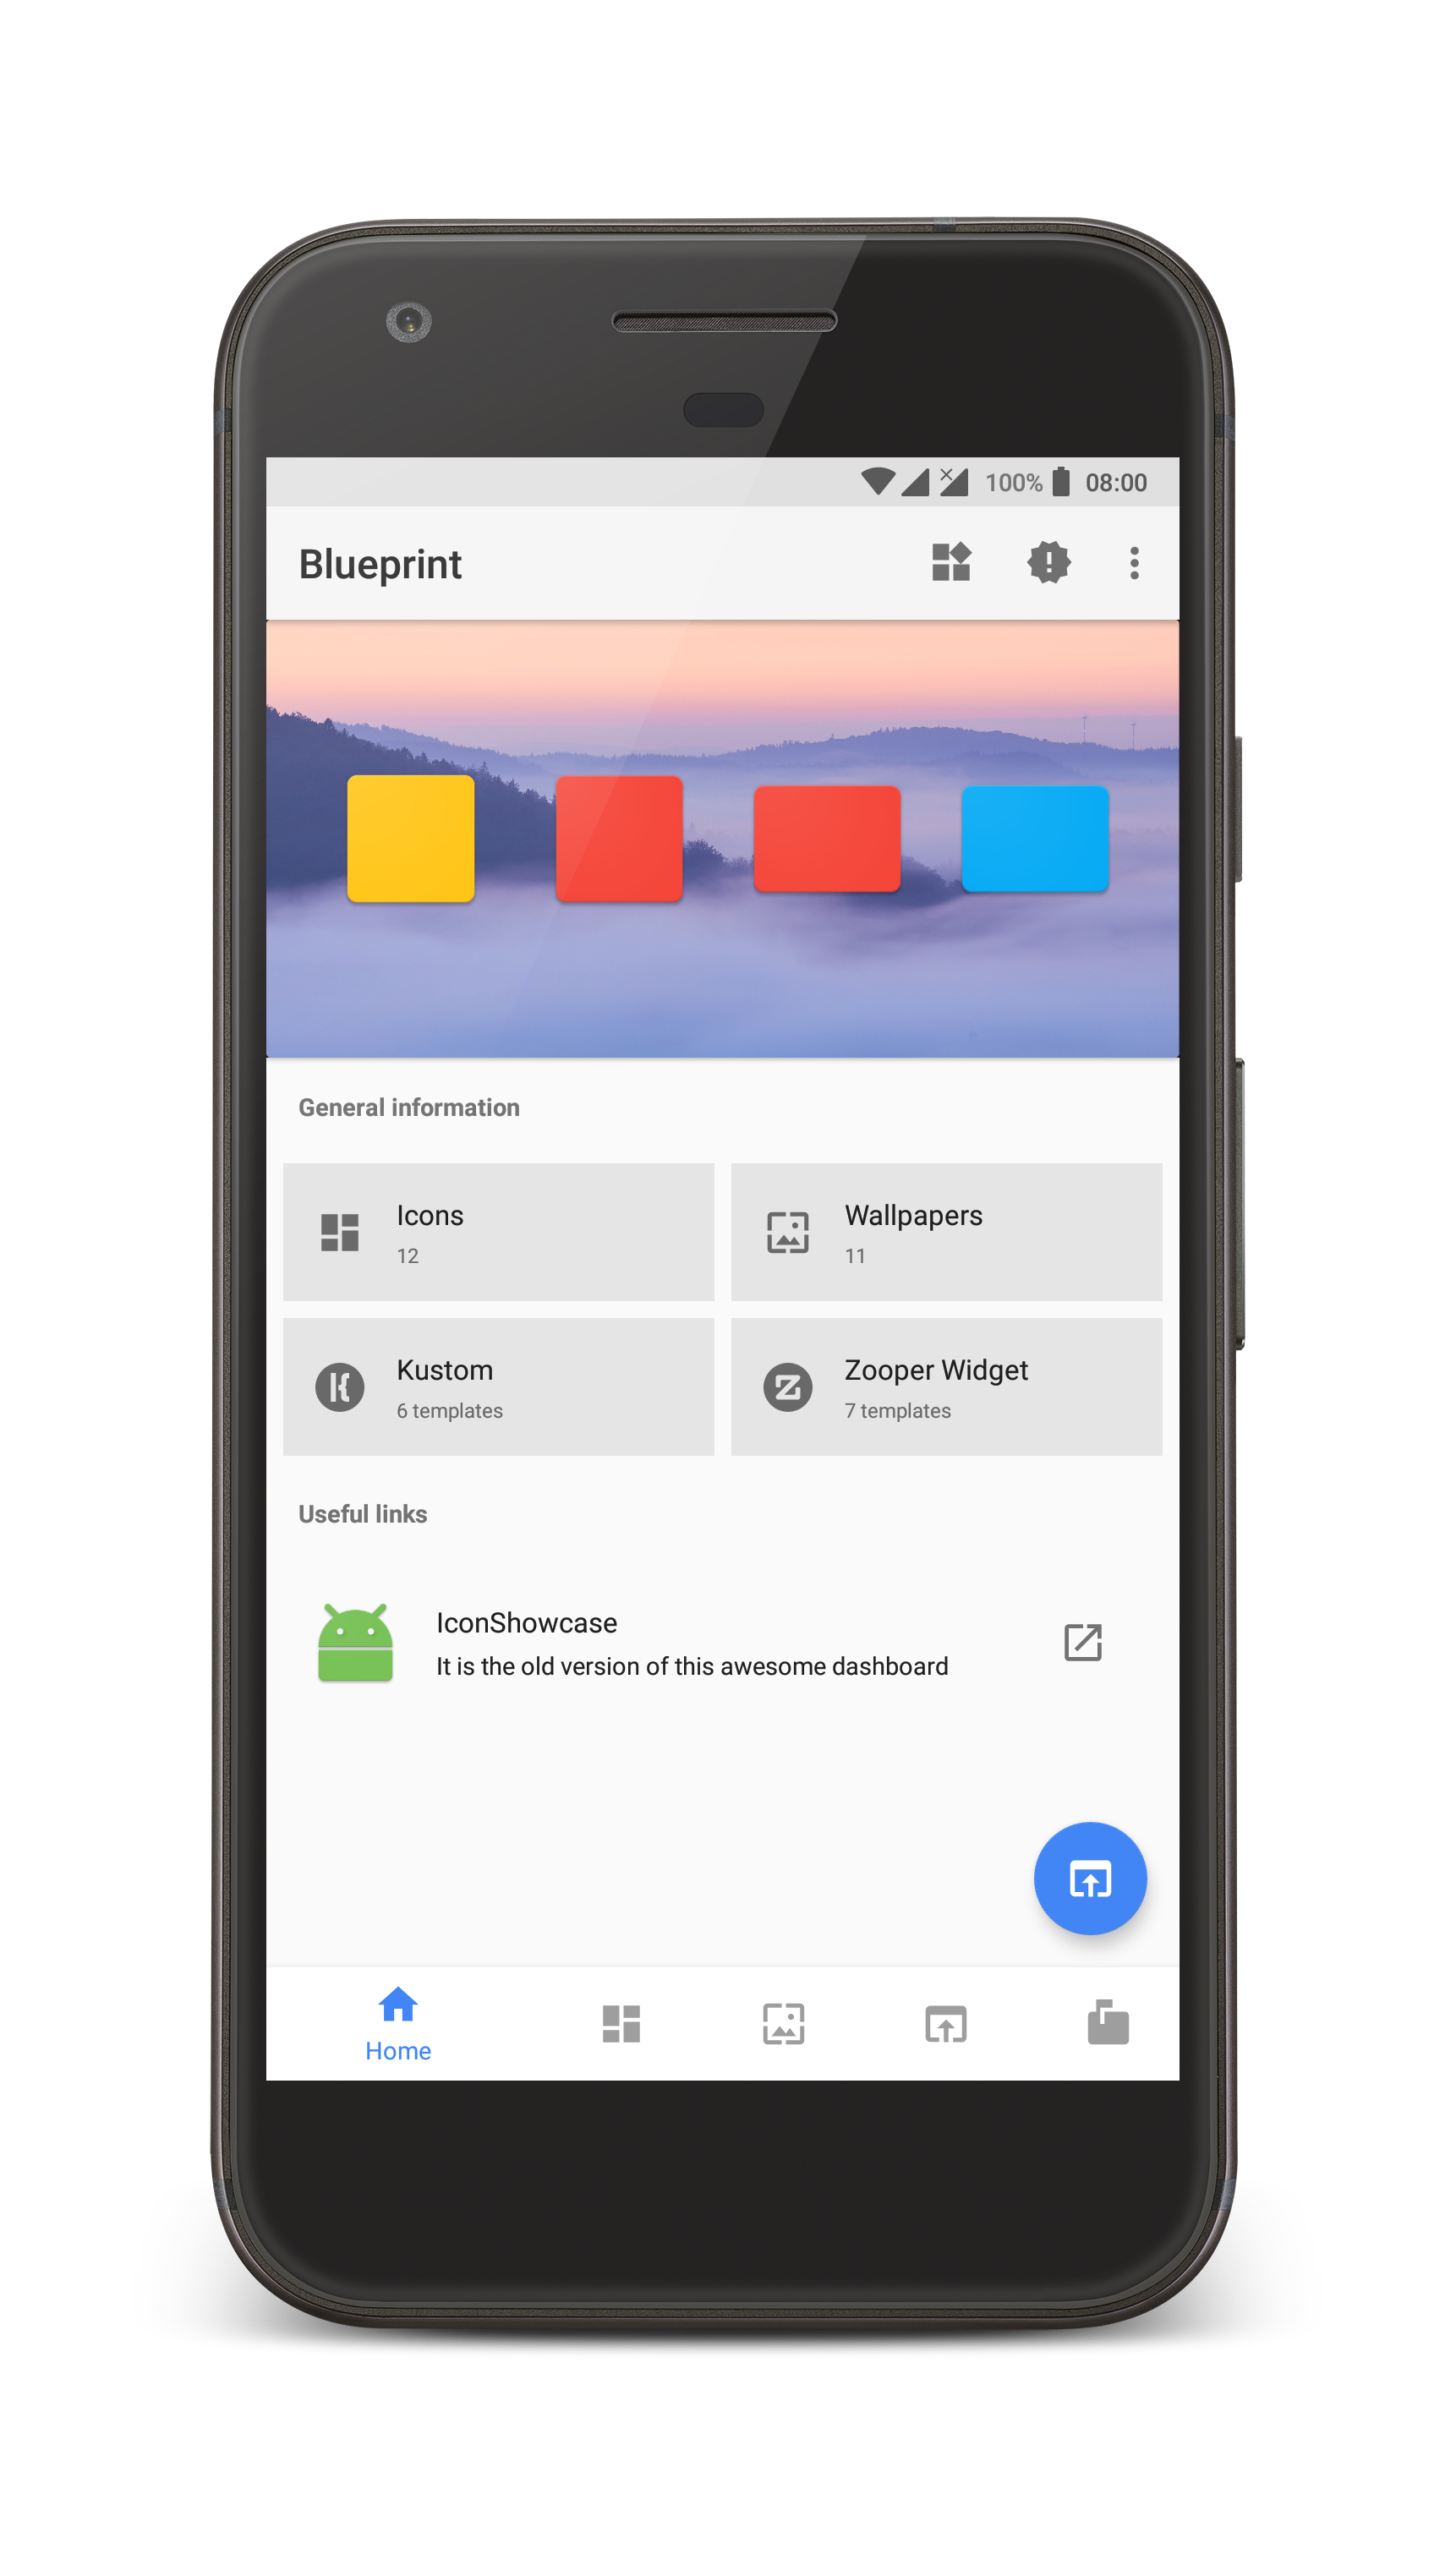 100% 08:00
Blueprint
General information
Icons
12
Wallpapers
11
Kustom
6 templates
Zooper Widget
7 templates
Useful links
IconShowcase
It is the old version of this awesome dashboard
Home